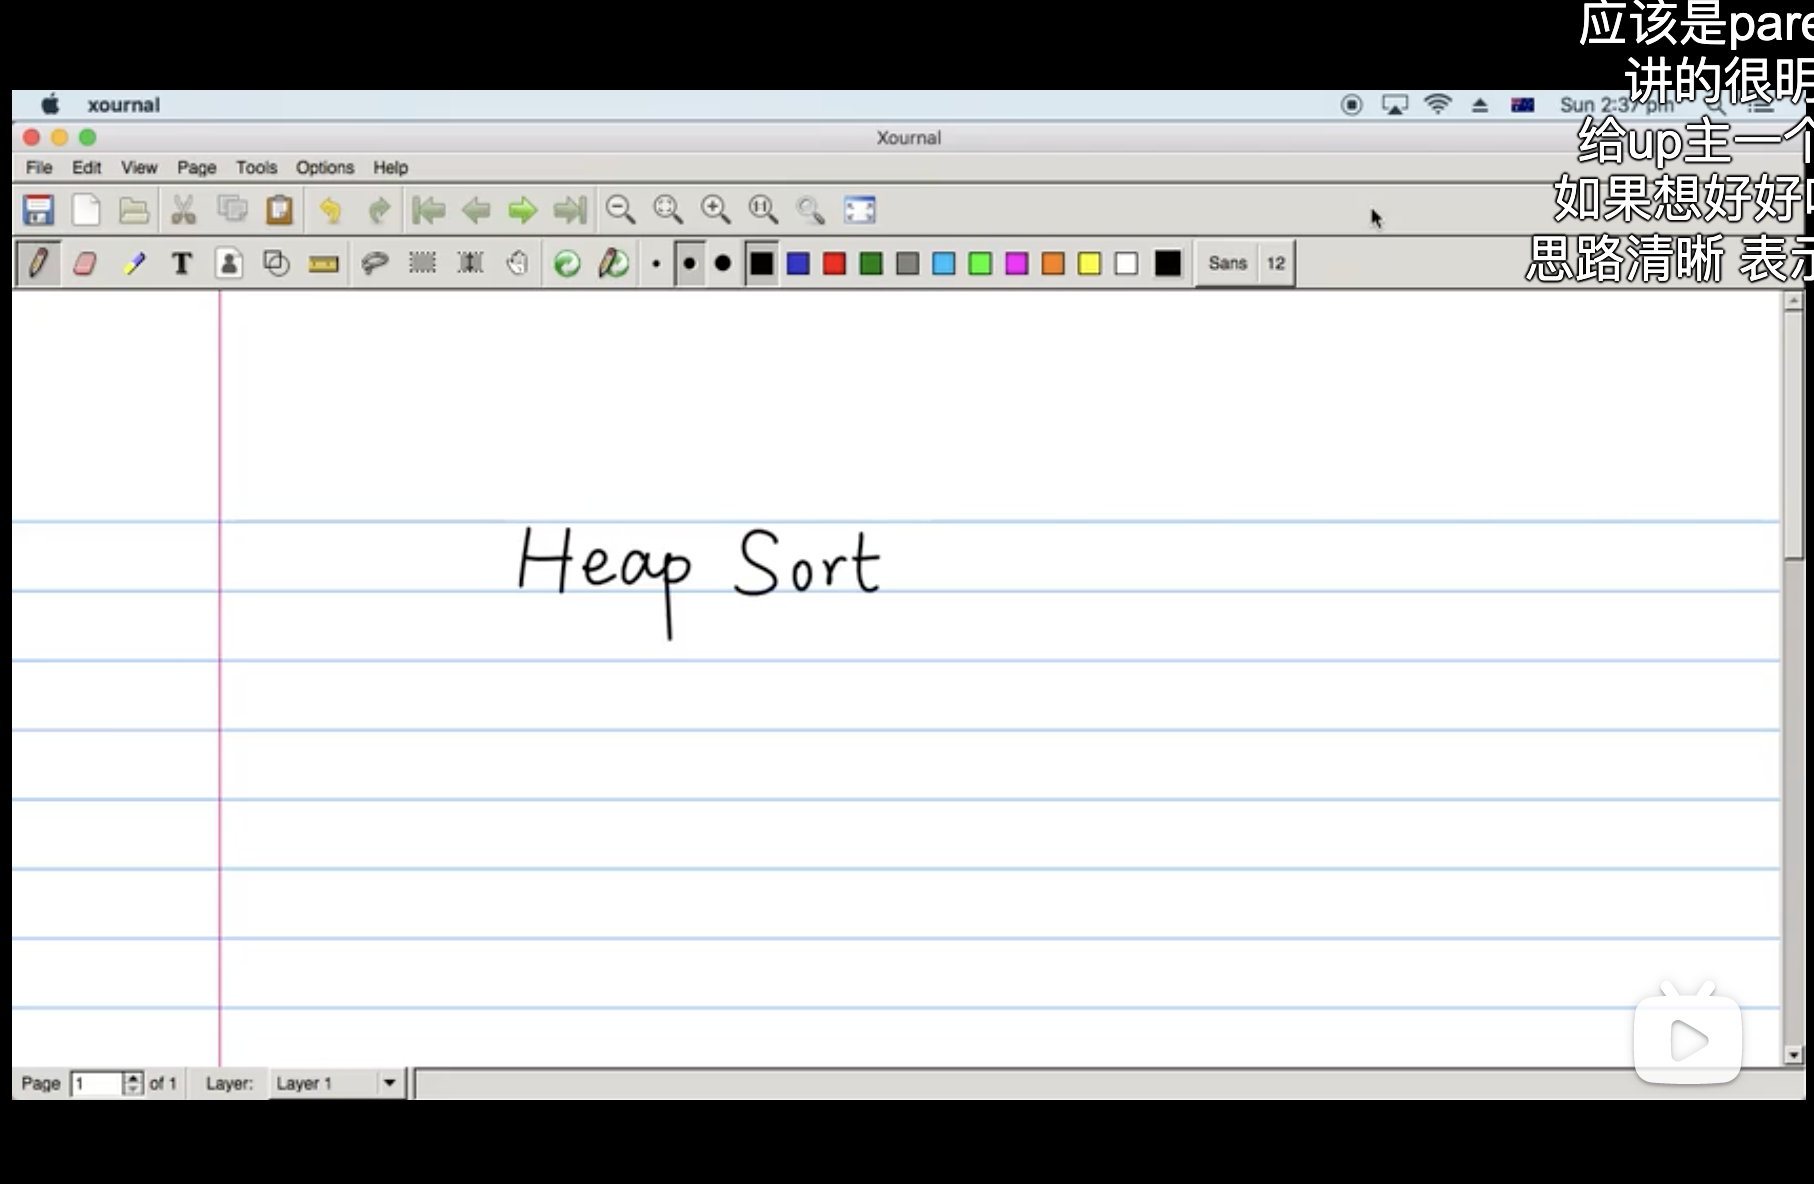 应该是pare
讲的很明
xournal
Sun 2:37 pm
Xournal
给up主一个
File Edit View Page Tools Options Help
如果想好好
T Sans 12
思路清晰 表示
Heap Sort
Page 1 of 1 Layer: Layer 1